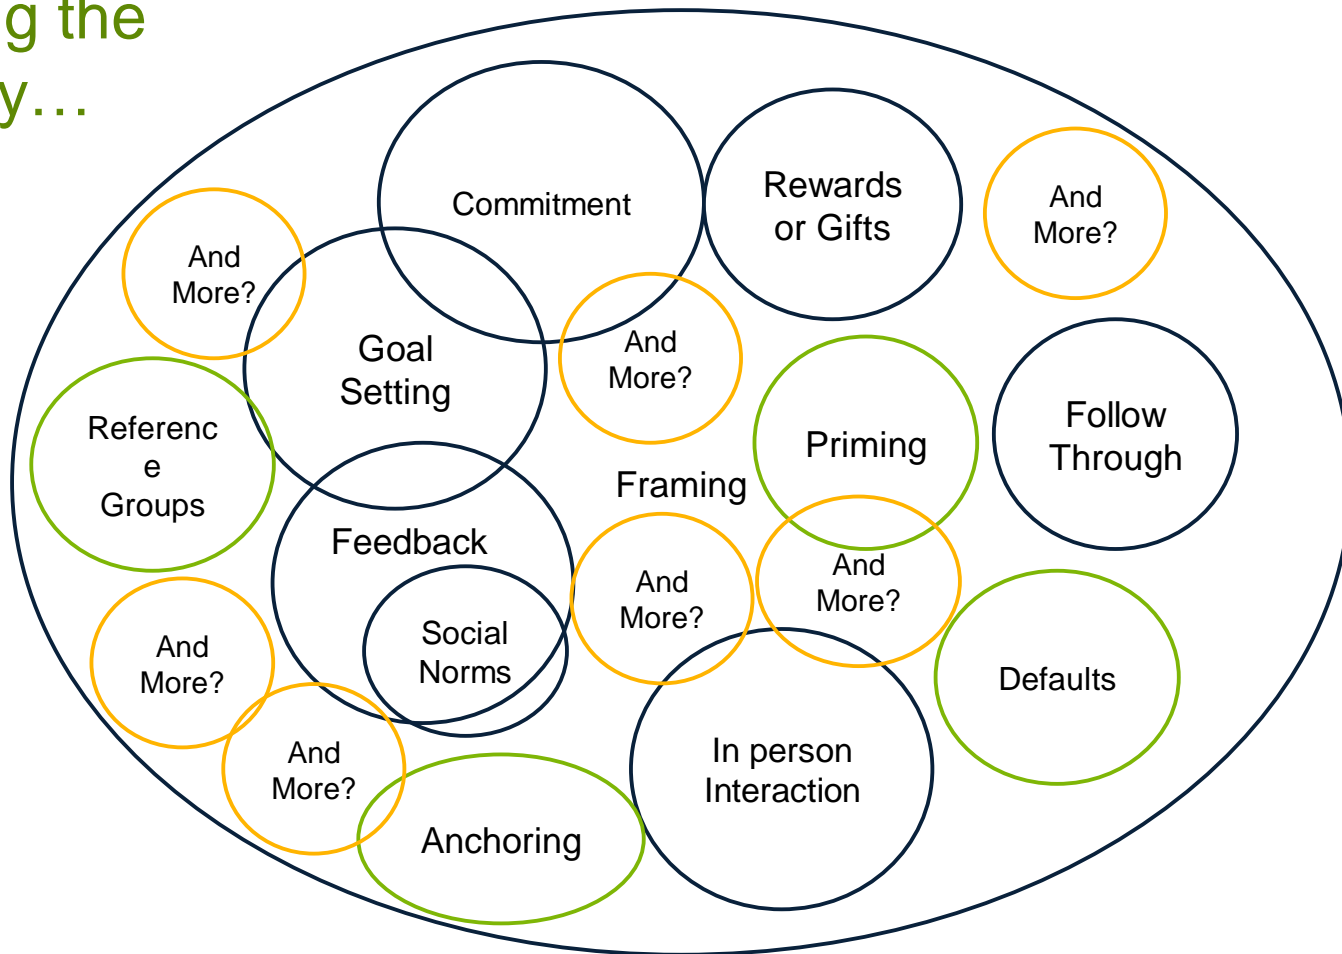 g the
y…
Commitment
Rewards
or Gifts
And
More?
And
More?
Goal
Setting
And
More?
Referenc
e
Groups
Priming
Follow
Through
Framing
Feedback
And
More?
And
More?
Social
Norms
And
More?
Defaults
And
More?
In person
Interaction
Anchoring